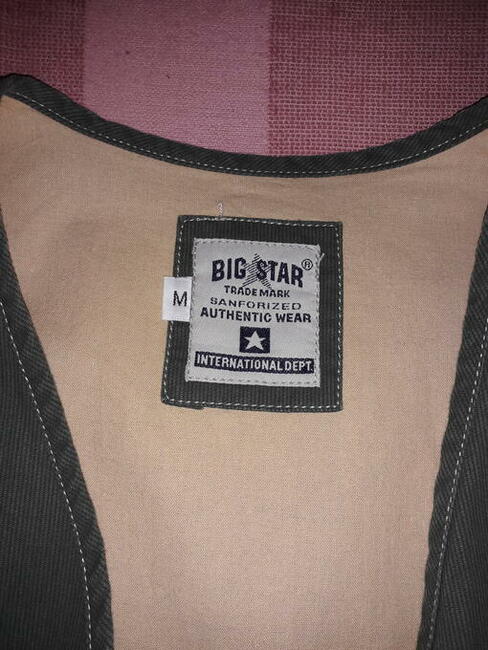 BIG STAR®
TRADE MARK
SANFORIZED
AUTHENTIC WEAR
INTERNATIONAL DEPT.
M